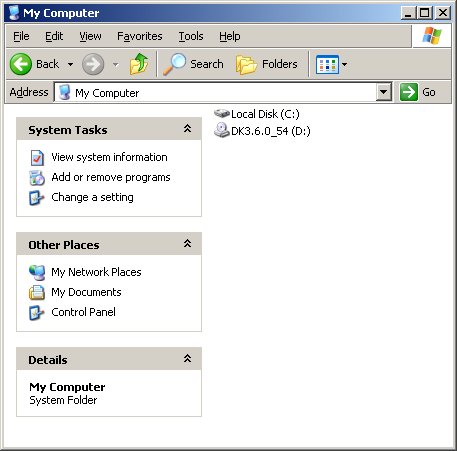 My Computer
File Edit View Favorites Tools Help
Back Search Folders
Address My Computer Go
System Tasks
View system information
Add or remove programs
Change a setting
Other Places
My Network Places
My Documents
Control Panel
Details
My Computer
System Folder
Local Disk (C:)
DK3.6.0_54 (D:)